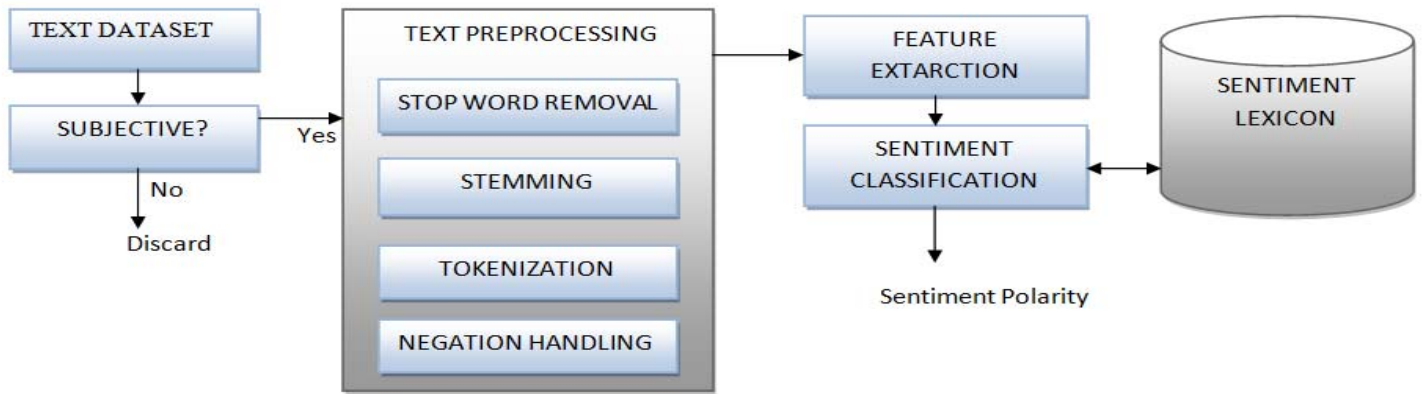 TEXT DATASET
SUBJECTIVE?
Yes
No
Discard
TEXT PREPROCESSING
STOP WORD REMOVAL
STEMMING
TOKENIZATION
NEGATION HANDLING
FEATURE
EXTARCTION
SENTIMENT
CLASSIFICATION
Sentiment Polarity
SENTIMENT
LEXICON